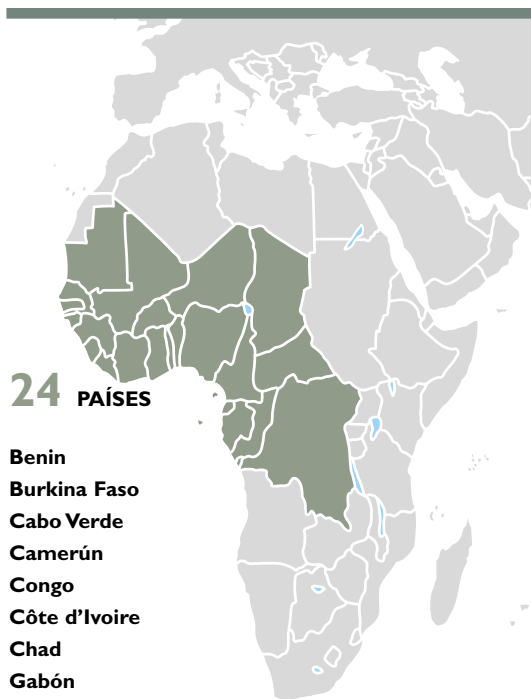 24 PAÍSES
Benin
Burkina Faso
Cabo Verde
Camerún
Congo
Côte d’Ivoire
Chad
Gabón